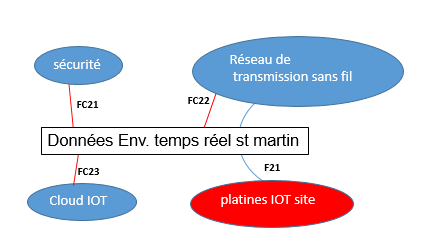 sécurité
Réseau de
transmission sans fil
FC21
FC22
Données Env. temps réel st martin
FC23
F21
Cloud IOT
platines IOT site